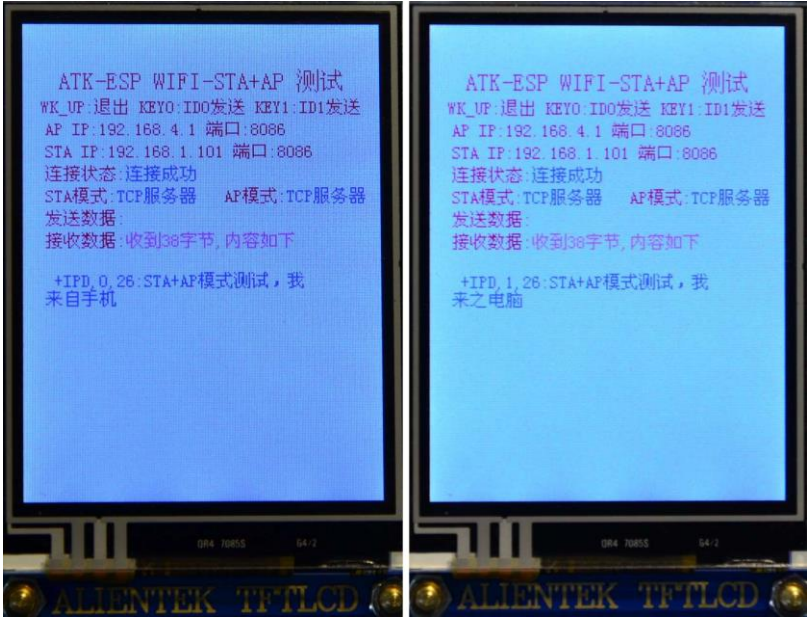 ATK-ESP WIFI-STA+AP 测试
WK_UP:退出 KEY0:ID0发送 KEY1:ID1发送
AP IP:192.168.4.1 端口:8086
STA IP:192.168.1.101 端口:8086
连接状态:连接成功
STA模式:TCP服务器 AP模式:TCP服务器
发送数据:
接收数据:收到38字节,内容如下
+IPD,0,26:STA+AP模式测试，我
来自手机
QR4 7085S G4/2
ALIENTEK TFTLCD
ATK-ESP WIFI-STA+AP 测试
WK_UP:退出 KEY0:ID0发送 KEY1:ID1发送
AP IP:192.168.4.1 端口:8086
STA IP:192.168.1.101 端口:8086
连接状态:连接成功
STA模式:TCP服务器 AP模式:TCP服务器
发送数据:
接收数据:收到38字节,内容如下
+IPD,1,26:STA+AP模式测试，我
来之电脑
QR4 7085S G4/2
ALIENTEK TFTLCD